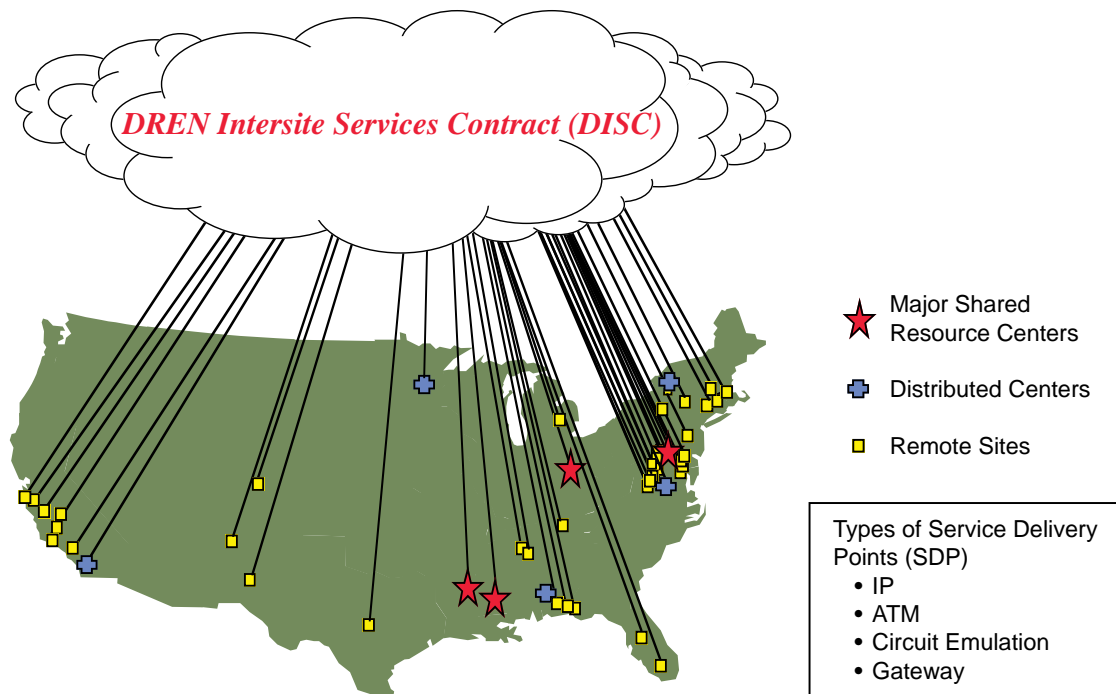 DREN Intersite Services Contract (DISC)
Major Shared
Resource Centers
Distributed Centers
Remote Sites
Types of Service Delivery
Points (SDP)
• IP
• ATM
• Circuit Emulation
• Gateway